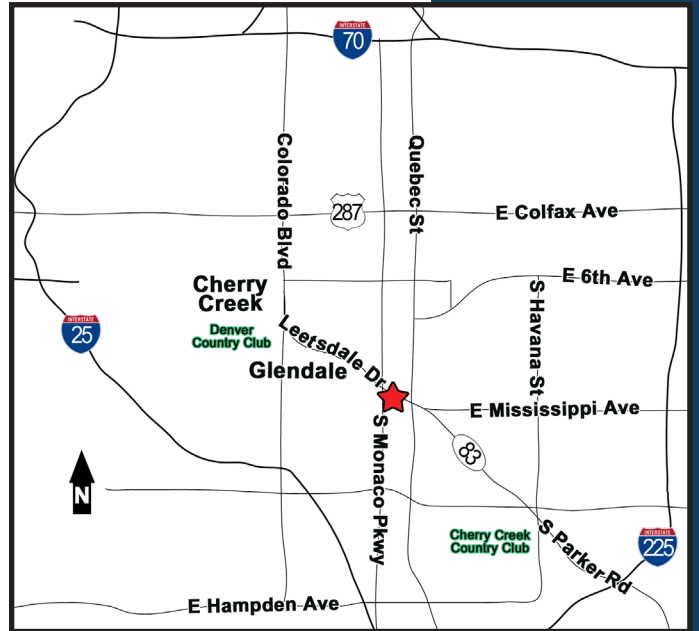 INTERSTATE
70
Colorado Blvd
Quebec St
287
E Colfax Ave
Cherry
Creek
E 6th Ave
S Havana St
INTERSTATE
25
Denver
Country Club
Leetsdale Dr
Glendale
E Mississippi Ave
S Monaco Pkwy
83
N
Cherry Creek
Country Club
S Parker Rd
INTERSTATE
225
E Hampden Ave